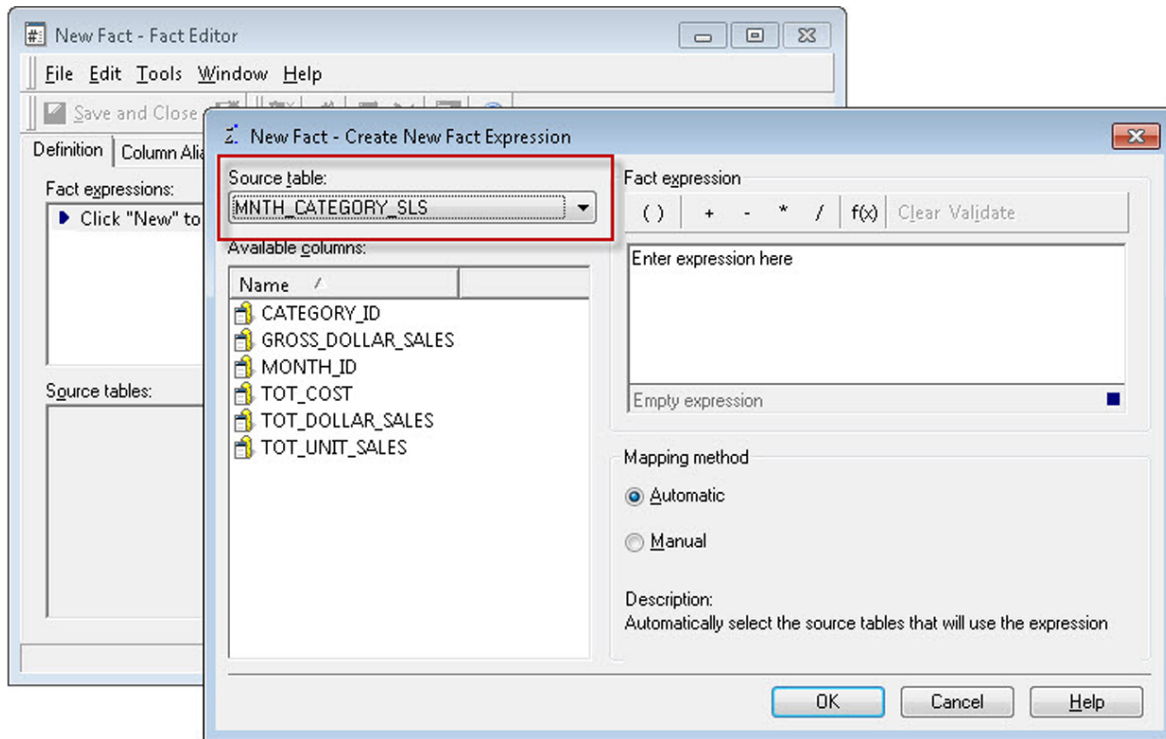 New Fact - Fact Editor
File Edit Tools Window Help
Save and Close
Definition Column Alia
Fact expressions:
Click "New" to
Source tables:
New Fact - Create New Fact Expression
Source table:
MNTH_CATEGORY_SLS
Available columns:
Name
CATEGORY_ID
GROSS_DOLLAR_SALES
MONTH_ID
TOT_COST
TOT_DOLLAR_SALES
TOT_UNIT_SALES
Fact expression
( ) + - * / f(x) Clear Validate
Enter expression here
Empty expression
Mapping method
Automatic
Manual
Description:
Automatically select the source tables that will use the expression
OK Cancel Help